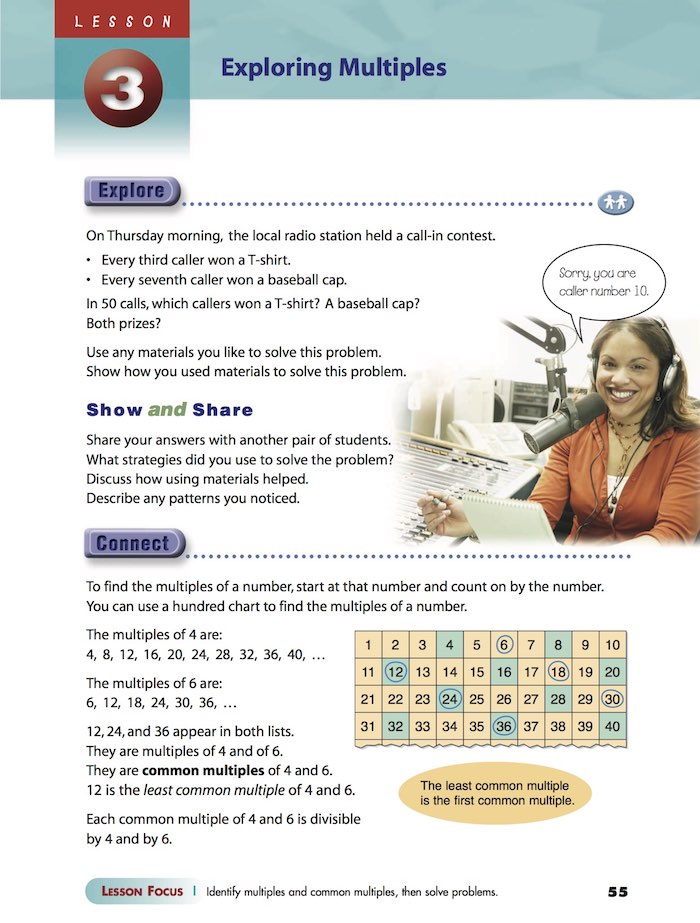 LESSON
3
Exploring Multiples
Explore
On Thursday morning, the local radio station held a call-in contest.
• Every third caller won a T-shirt.
• Every seventh caller won a baseball cap.
In 50 calls, which callers won a T-shirt? A baseball cap?
Both prizes?
Use any materials you like to solve this problem.
Show how you used materials to solve this problem.
Sorry, you are
caller number 10.
Show and Share
Share your answers with another pair of students.
What strategies did you use to solve the problem?
Discuss how using materials helped.
Describe any patterns you noticed.
Connect
To find the multiples of a number, start at that number and count on by the number.
You can use a hundred chart to find the multiples of a number.
The multiples of 4 are:
4, 8, 12, 16, 20, 24, 28, 32, 36, 40, …
The multiples of 6 are:
6, 12, 18, 24, 30, 36, …
12, 24, and 36 appear in both lists.
They are multiples of 4 and of 6.
They are common multiples of 4 and 6.
12 is the least common multiple of 4 and 6.
Each common multiple of 4 and 6 is divisible
by 4 and by 6.
1 2 3 4 5 6 7 8 9 10
11 12 13 14 15 16 17 18 19 20
21 22 23 24 25 26 27 28 29 30
31 32 33 34 35 36 37 38 39 40
The least common multiple
is the first common multiple.
LESSON FOCUS | Identify multiples and common multiples, then solve problems.
55